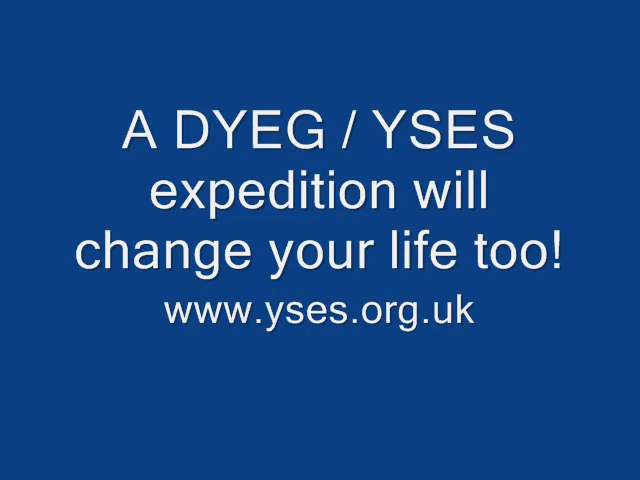 A DYEG / YSES
expedition will
change your life too!
www.yses.org.uk